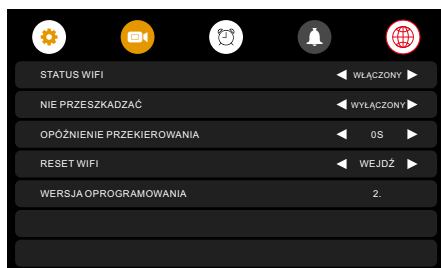 STATUS WIFI WŁĄCZONY
NIE PRZESZKADZAĆ WYŁĄCZONY
OPÓŹNIENIE PRZEKIEROWANIA 0S
RESET WIFI WEJDŹ
WERSJA OPROGRAMOWANIA 2.